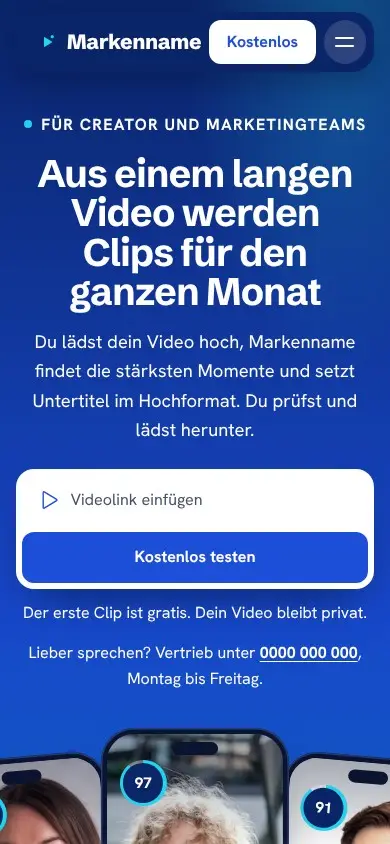 Markenname
Kostenlos
FÜR CREATOR UND MARKETINGTEAMS
Aus einem langen
Video werden
Clips für den
ganzen Monat
Du lädst dein Video hoch, Markenname
findet die stärksten Momente und setzt
Untertitel im Hochformat. Du prüfst und
lädst herunter.
Videolink einfügen
Kostenlos testen
Der erste Clip ist gratis. Dein Video bleibt privat.
Lieber sprechen? Vertrieb unter 0000 000 000,
Montag bis Freitag.
97
91